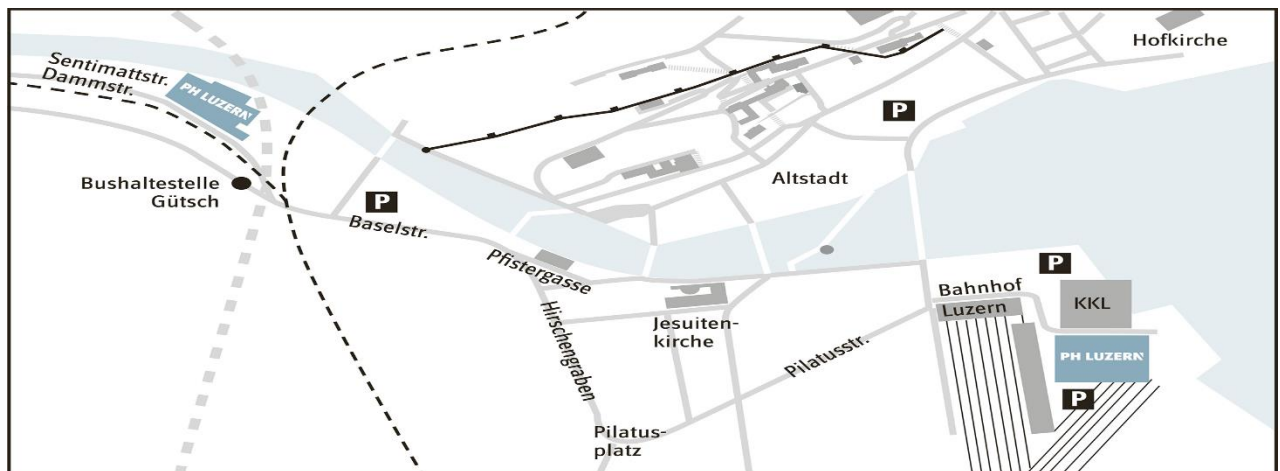 Hofkirche
Sentimattstr.
Dammstr.
PH LUZERN
P
Bushaltestelle
Gütsch
P
Baselstr.
Altstadt
Pfistergasse
Hirschengraben
Jesuiten-
kirche
Pilatusstr.
Pilatus-
platz
P
Bahnhof
Luzern
KKL
PH LUZERN
P